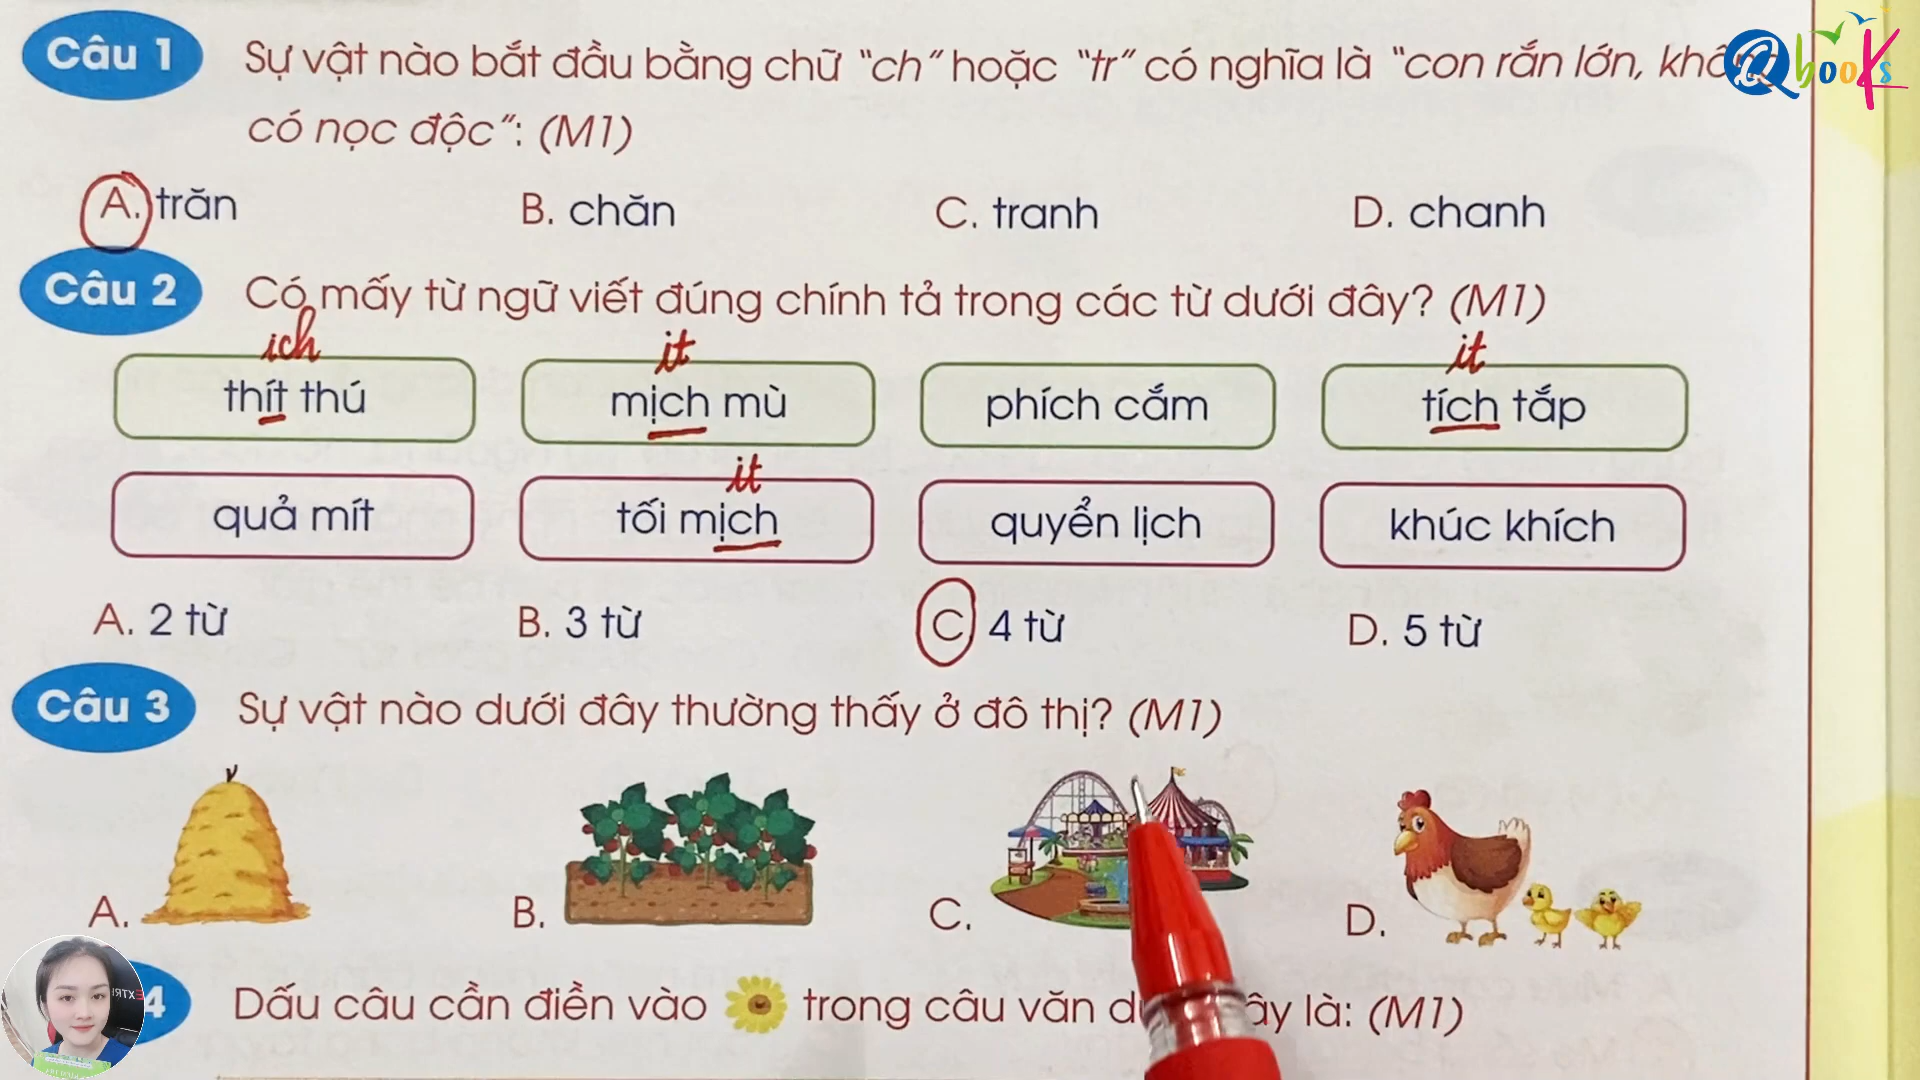 Câu 1 Sự vật nào bắt đầu bằng chữ “ch” hoặc “tr” có nghĩa là “con rắn lớn,
Qbooks
có nọc độc”: (M1)
A. trăn B. chăn C. tranh D. chanh
Câu 2 Có mấy từ ngữ viết đúng chính tả trong các từ dưới đây? (M1)
ich it it
thít thú mịch mù phích cắm tích tắp
it
quả mít tối mịch quyển lịch khúc khích
A. 2 từ B. 3 từ C 4 từ D. 5 từ
Câu 3 Sự vật nào dưới đây thường thấy ở đô thị? (M1)
A. B. C. D.
4 Dấu câu cần điền vào trong câu văn là: (M1)